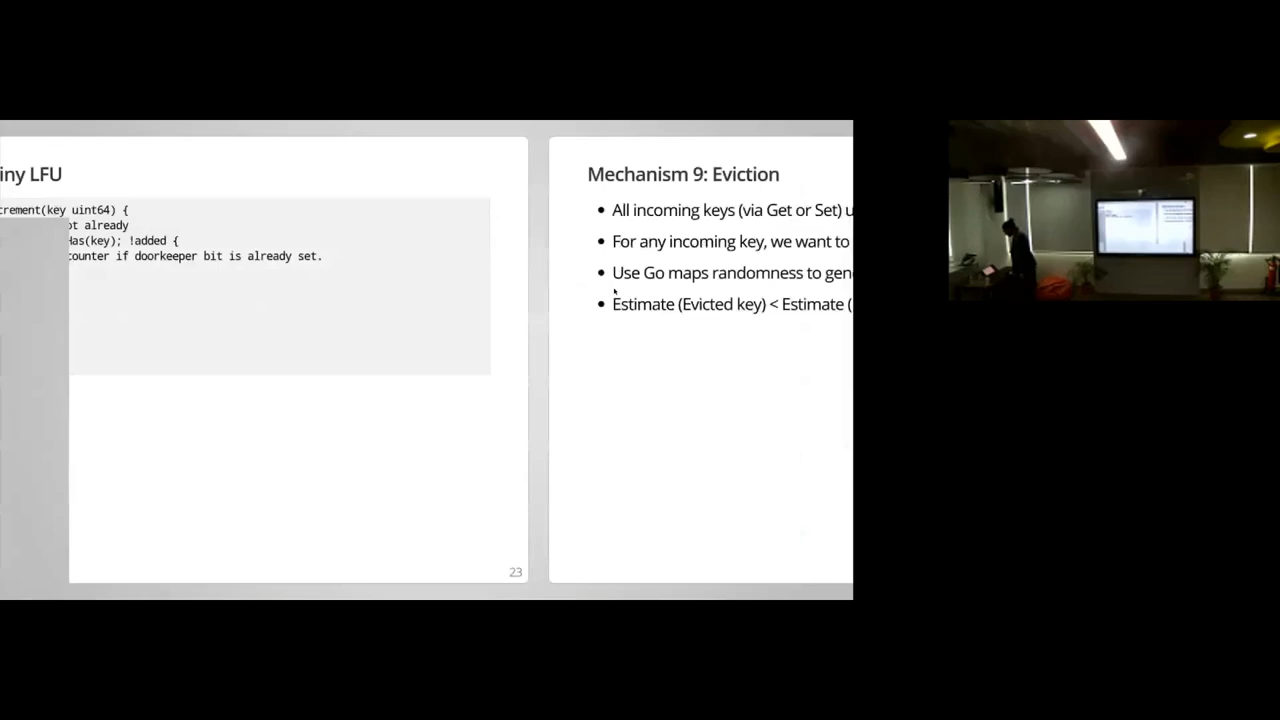 iny LFU
crement(key uint64) {
ot already
Has(key); !added {
counter if doorkeeper bit is already set.
23
Mechanism 9: Eviction
• All incoming keys (via Get or Set) u
• For any incoming key, we want to
• Use Go maps randomness to gen
• Estimate (Evicted key) < Estimate (